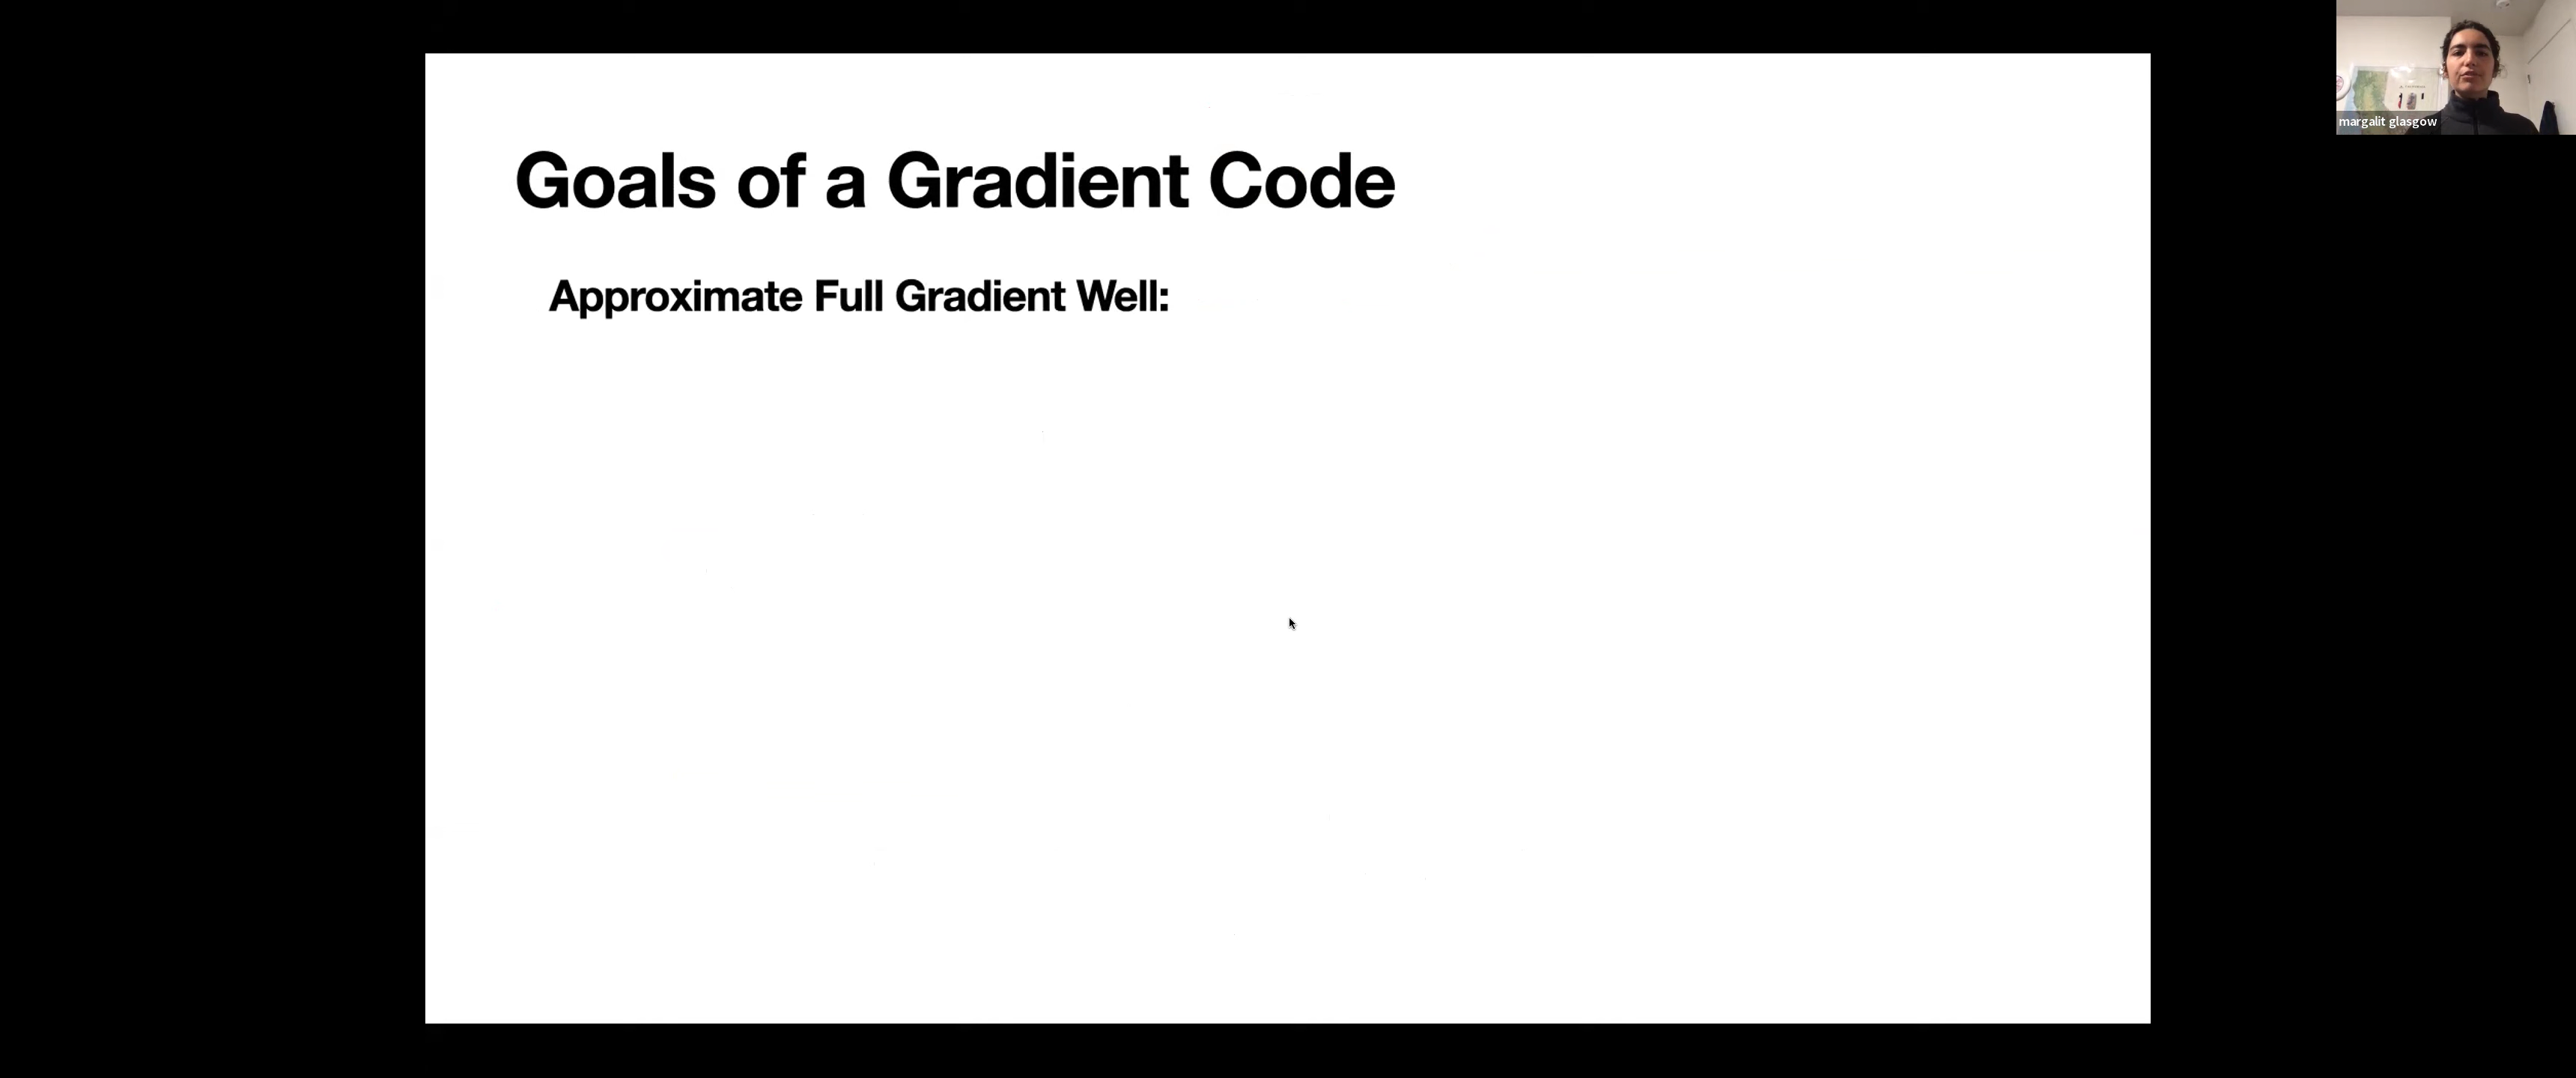 Goals of a Gradient Code
Approximate Full Gradient Well:
margalit glasgow